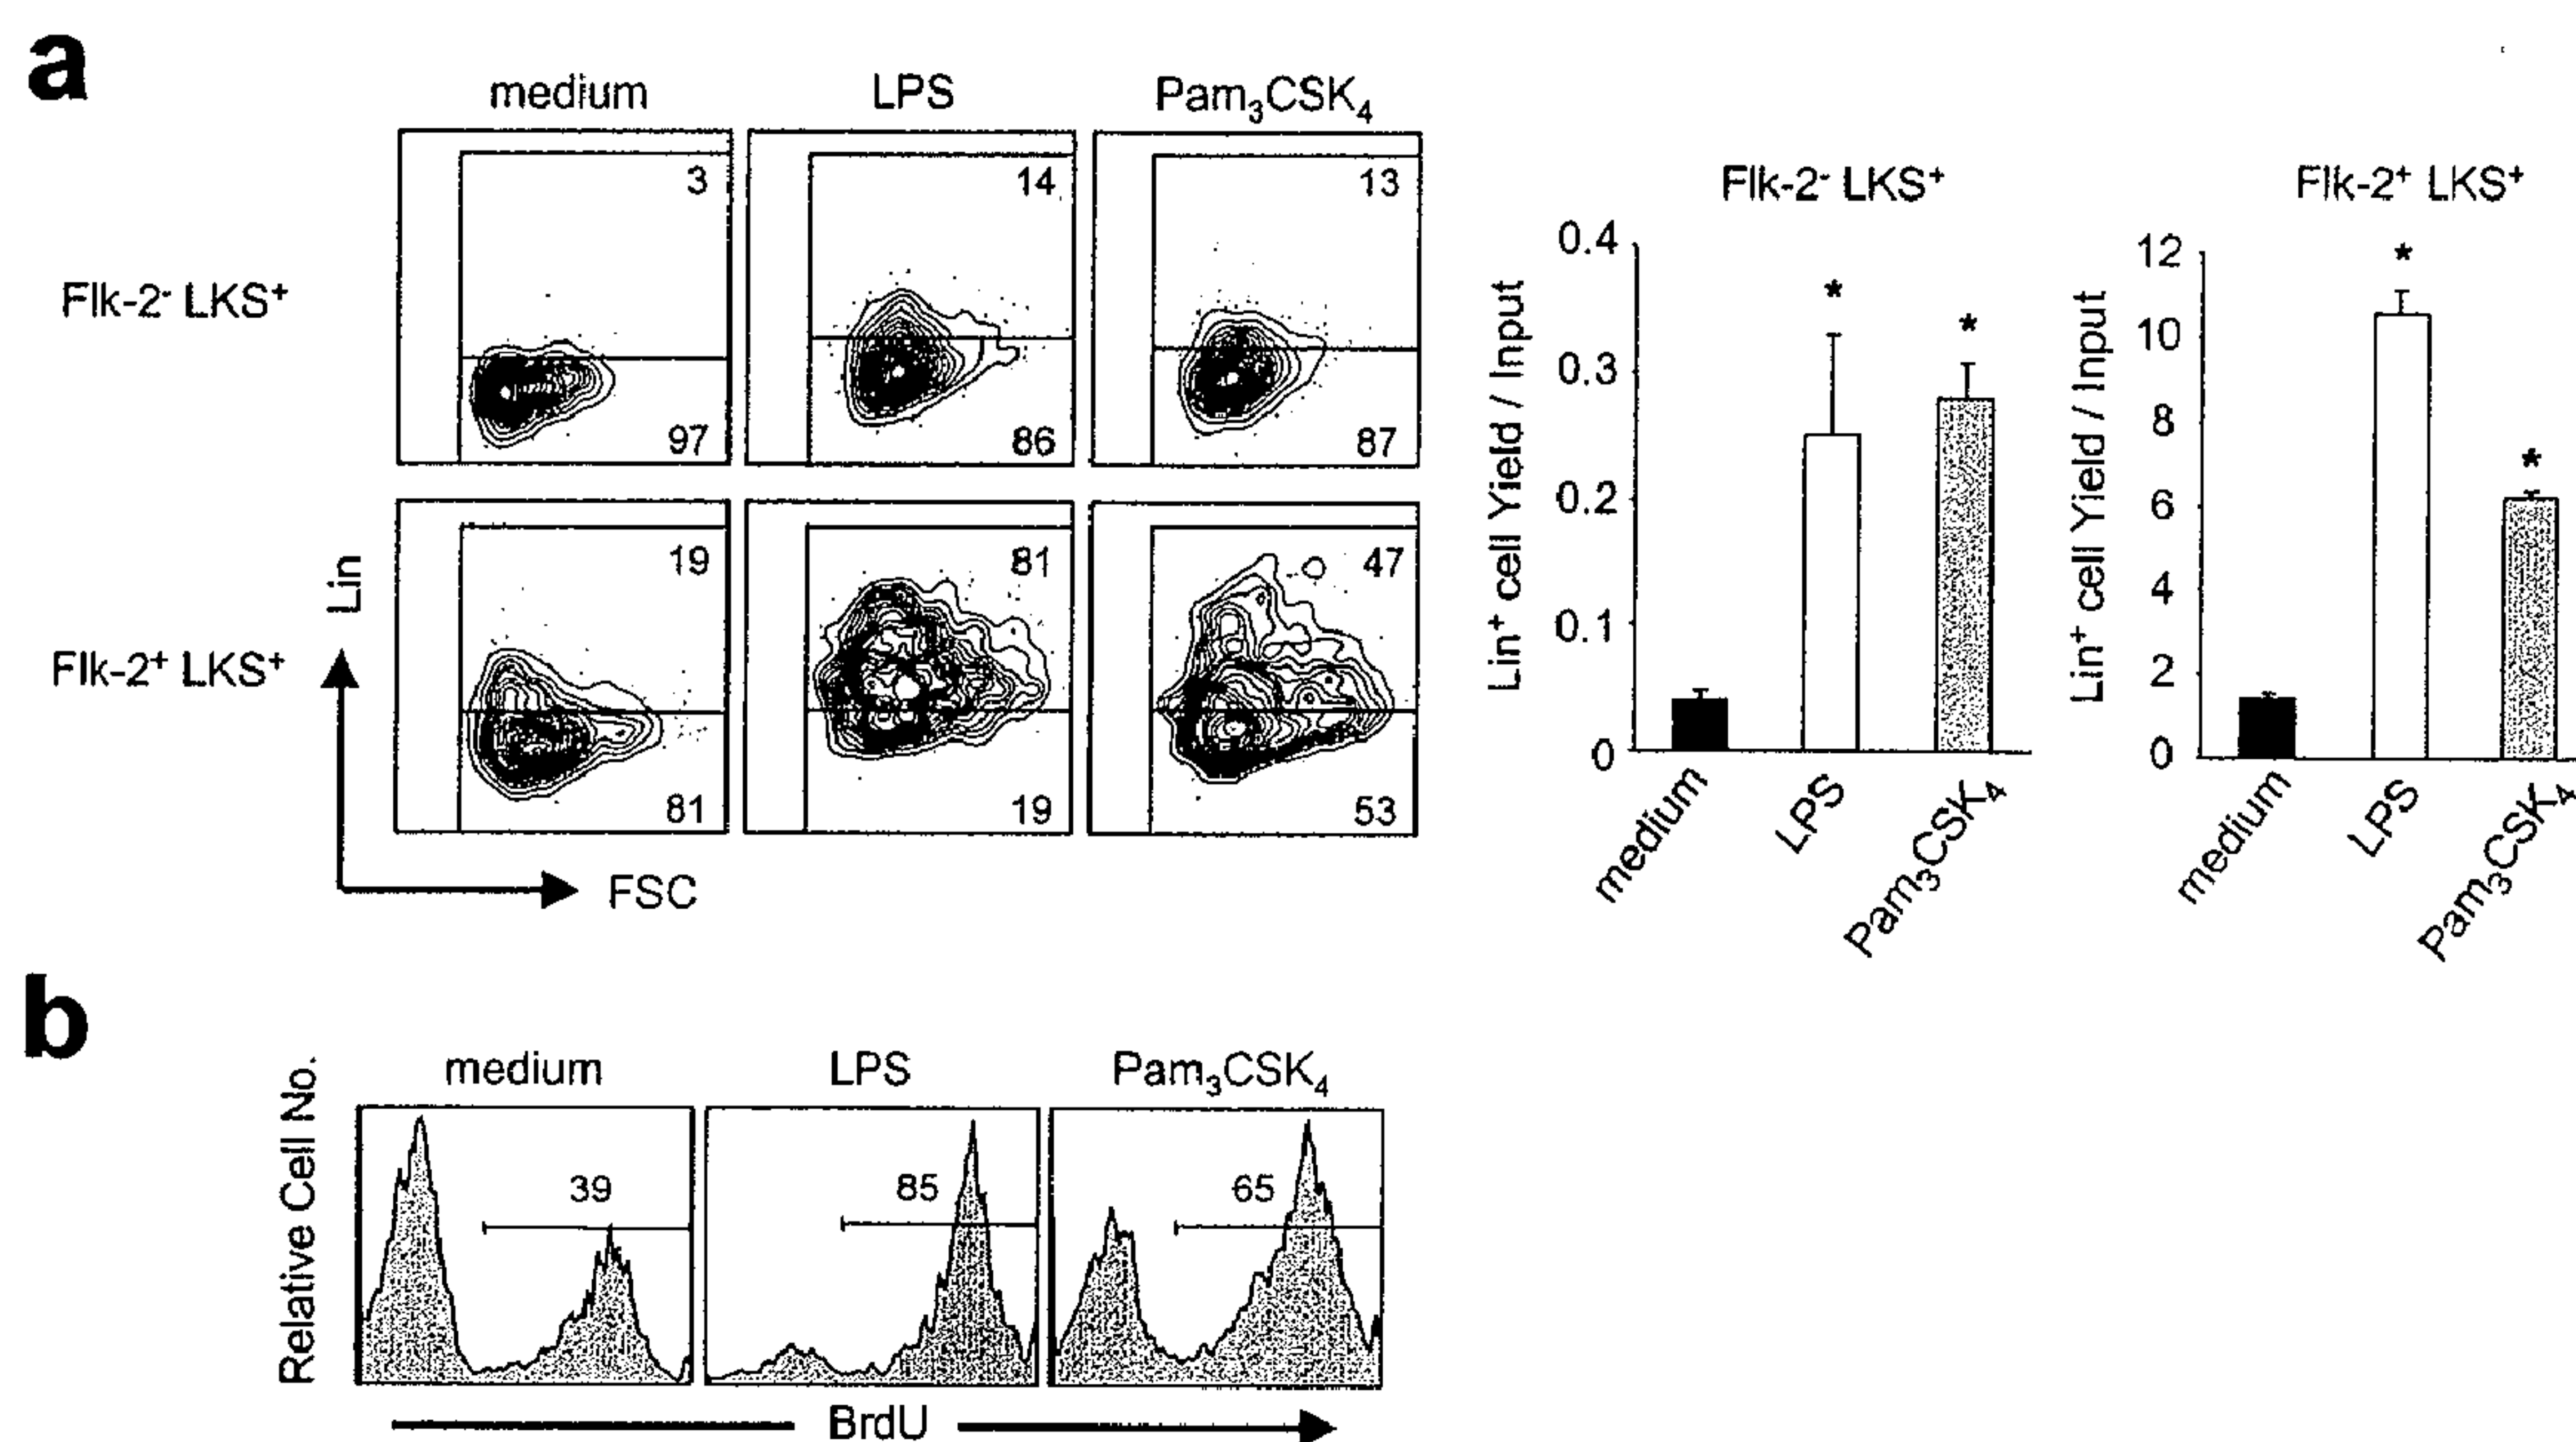 a
medium LPS Pam₃CSK₄
Flk-2⁻ LKS⁺
3
97
14
86
13
87
Flk-2⁺ LKS⁺
19
81
81
19
47
53
Lin
FSC
Flk-2⁻ LKS⁺
Lin⁺ cell Yield / Input
0.4
0.3
0.2
0.1
0
*
*
medium
LPS
Pam₃CSK₄
Flk-2⁺ LKS⁺
Lin⁺ cell Yield / Input
12
10
8
6
4
2
0
*
*
medium
LPS
Pam₃CSK₄
b
medium LPS Pam₃CSK₄
Relative Cell No.
39
85
65
BrdU